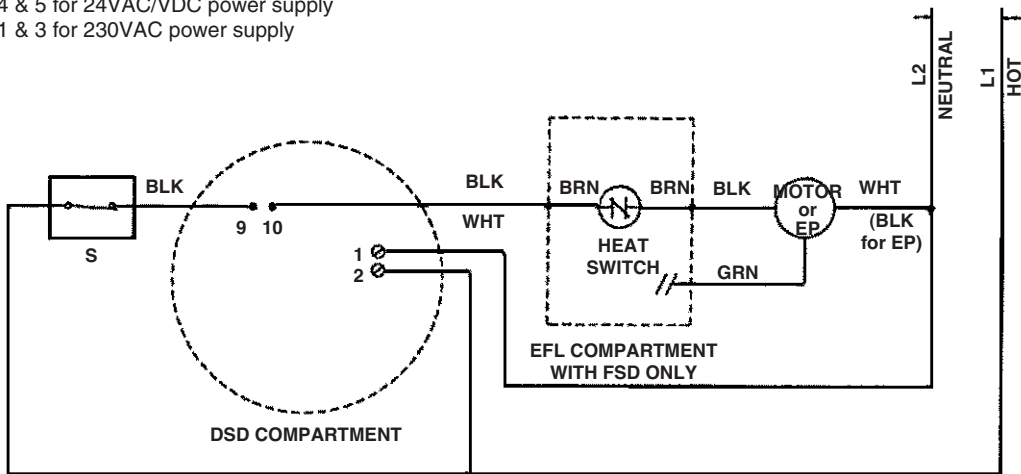 4 & 5 for 24VAC/VDC power supply
1 & 3 for 230VAC power supply
L2
NEUTRAL
L1
HOT
BLK
S
9 10
BLK
WHT
1
2
BRN
BRN
HEAT
SWITCH
BLK
MOTOR
or
EP
WHT
(BLK
for EP)
GRN
EFL COMPARTMENT
WITH FSD ONLY
DSD COMPARTMENT